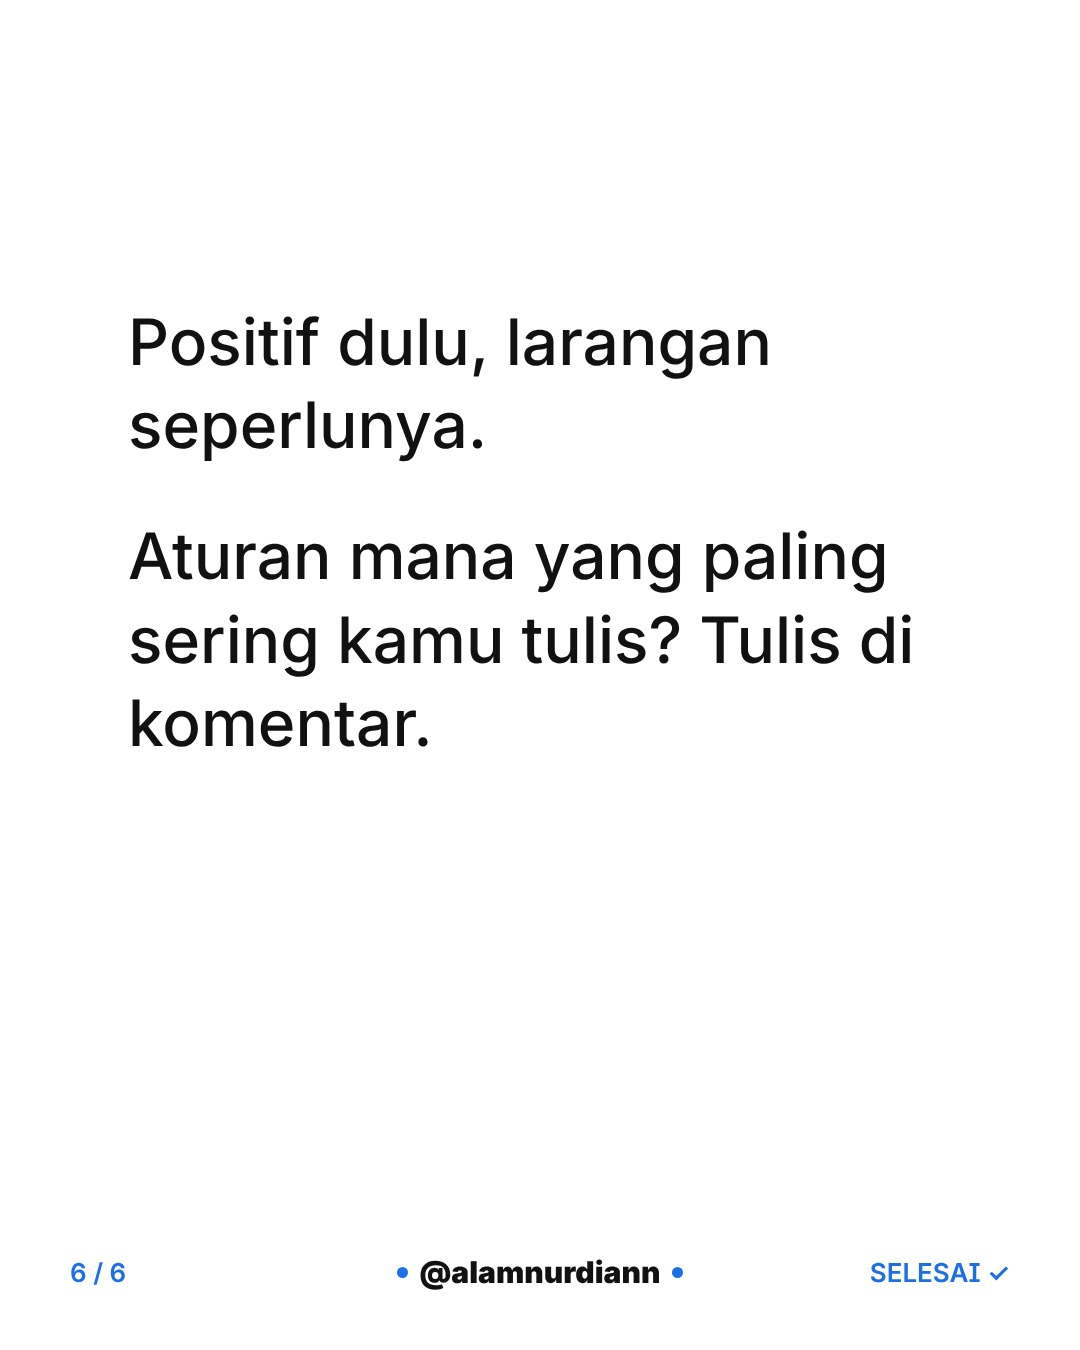 Positif dulu, larangan
seperlunya.
Aturan mana yang paling
sering kamu tulis? Tulis di
komentar.
6 / 6
• @alamnurdiann •
SELESAI ✓